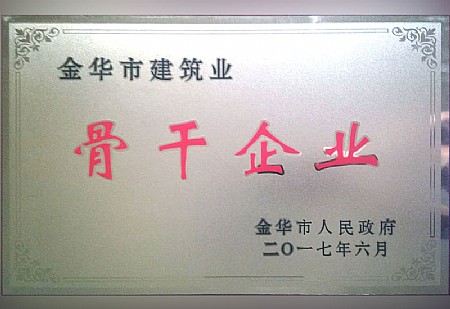 金华市建筑业
骨干企业
金华市人民政府
二〇一七年六月